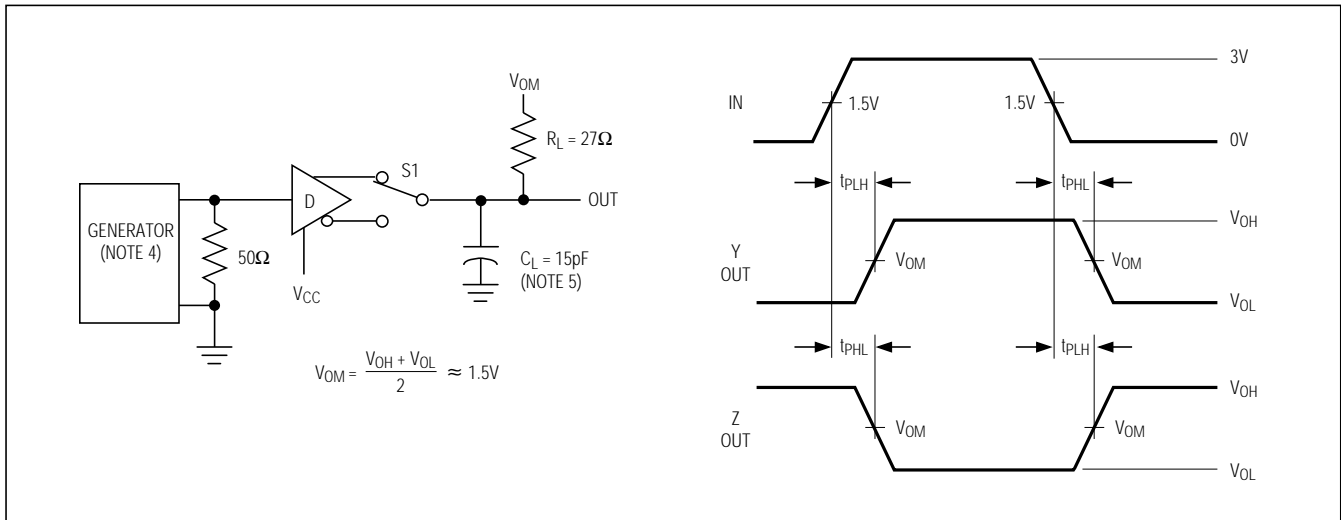 VOM
RL = 27Ω
S1
D
OUT
GENERATOR
(NOTE 4)
50Ω
CL = 15pF
(NOTE 5)
VCC
VOM = VOH + VOL / 2 ≈ 1.5V
3V
IN
1.5V
1.5V
0V
tPLH
tPHL
VOH
Y
OUT
VOM
VOM
VOL
tPHL
tPLH
VOH
Z
OUT
VOM
VOM
VOL